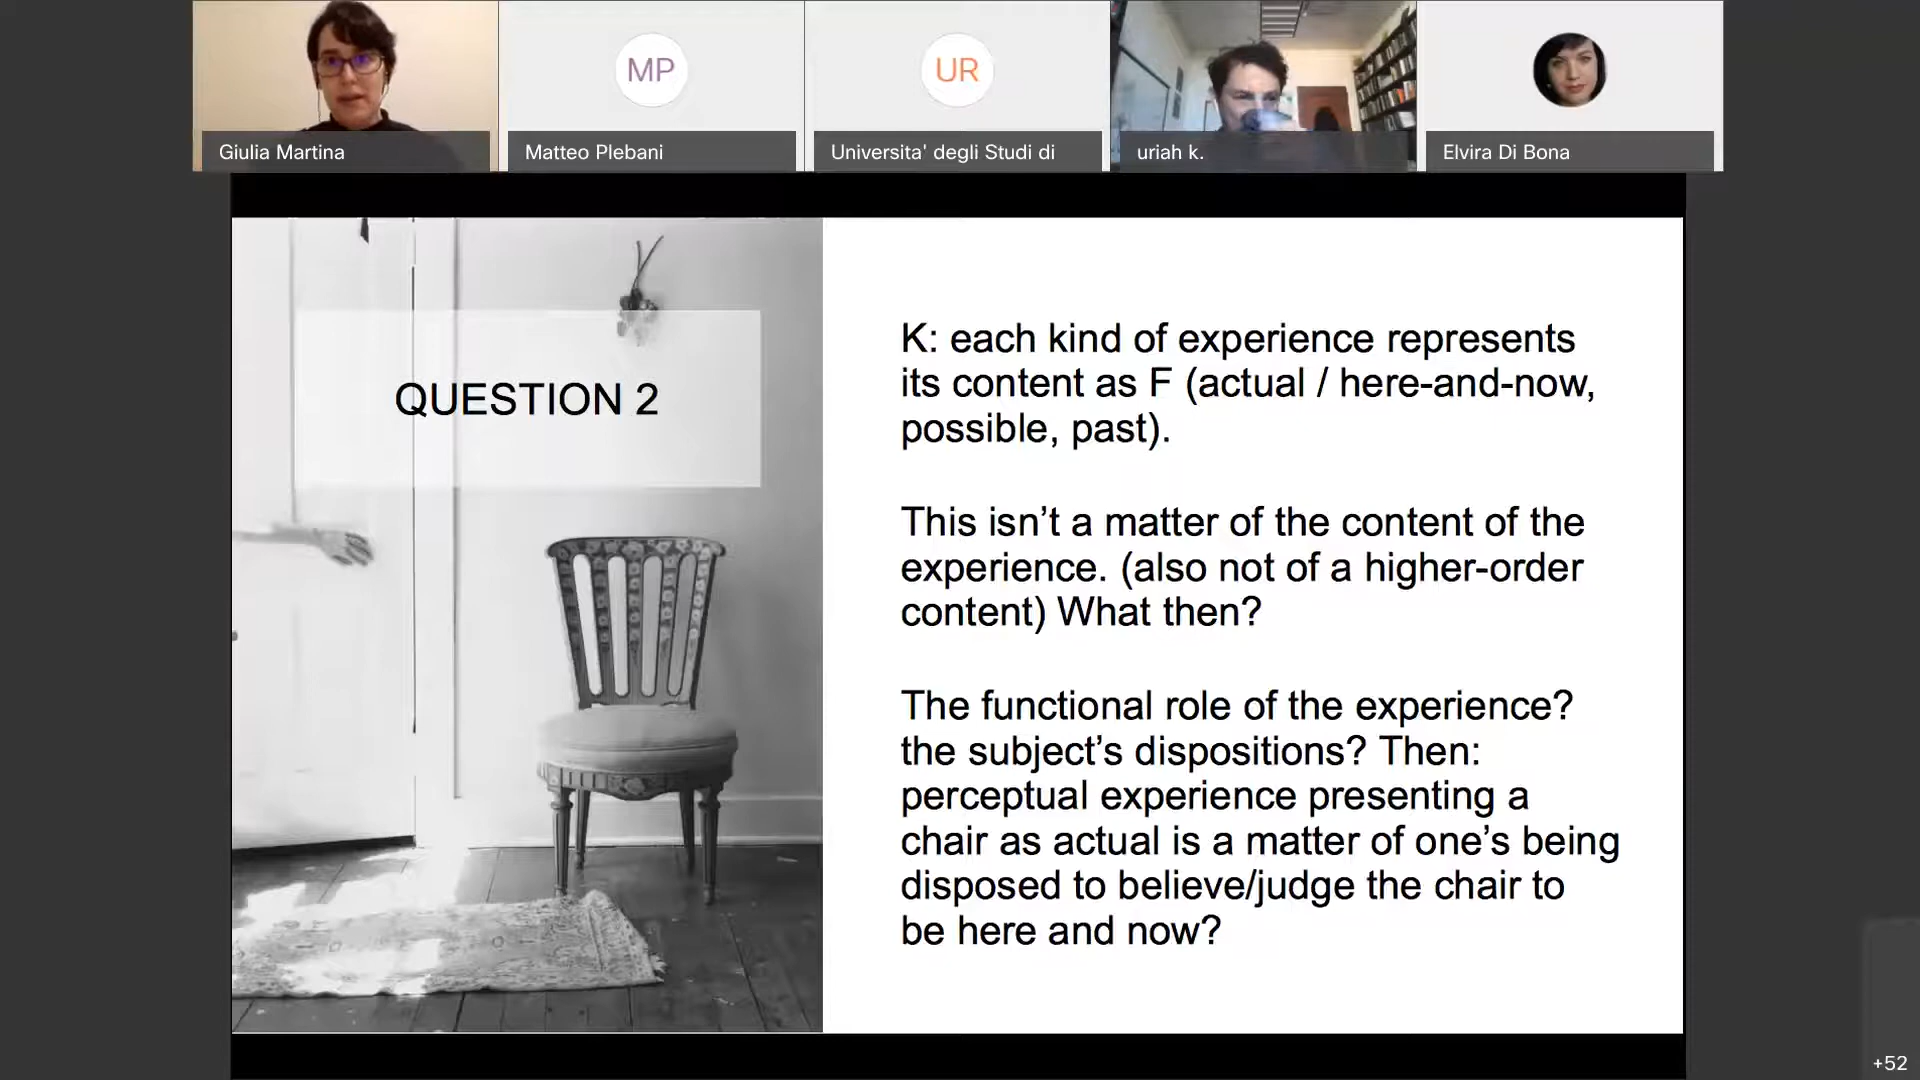 MP
UR
Giulia Martina
Matteo Plebani
Universita' degli Studi di
uriah k.
Elvira Di Bona
QUESTION 2
K: each kind of experience represents
its content as F (actual / here-and-now,
possible, past).
This isn’t a matter of the content of the
experience. (also not of a higher-order
content) What then?
The functional role of the experience?
the subject’s dispositions? Then:
perceptual experience presenting a
chair as actual is a matter of one’s being
disposed to believe/judge the chair to
be here and now?
+52